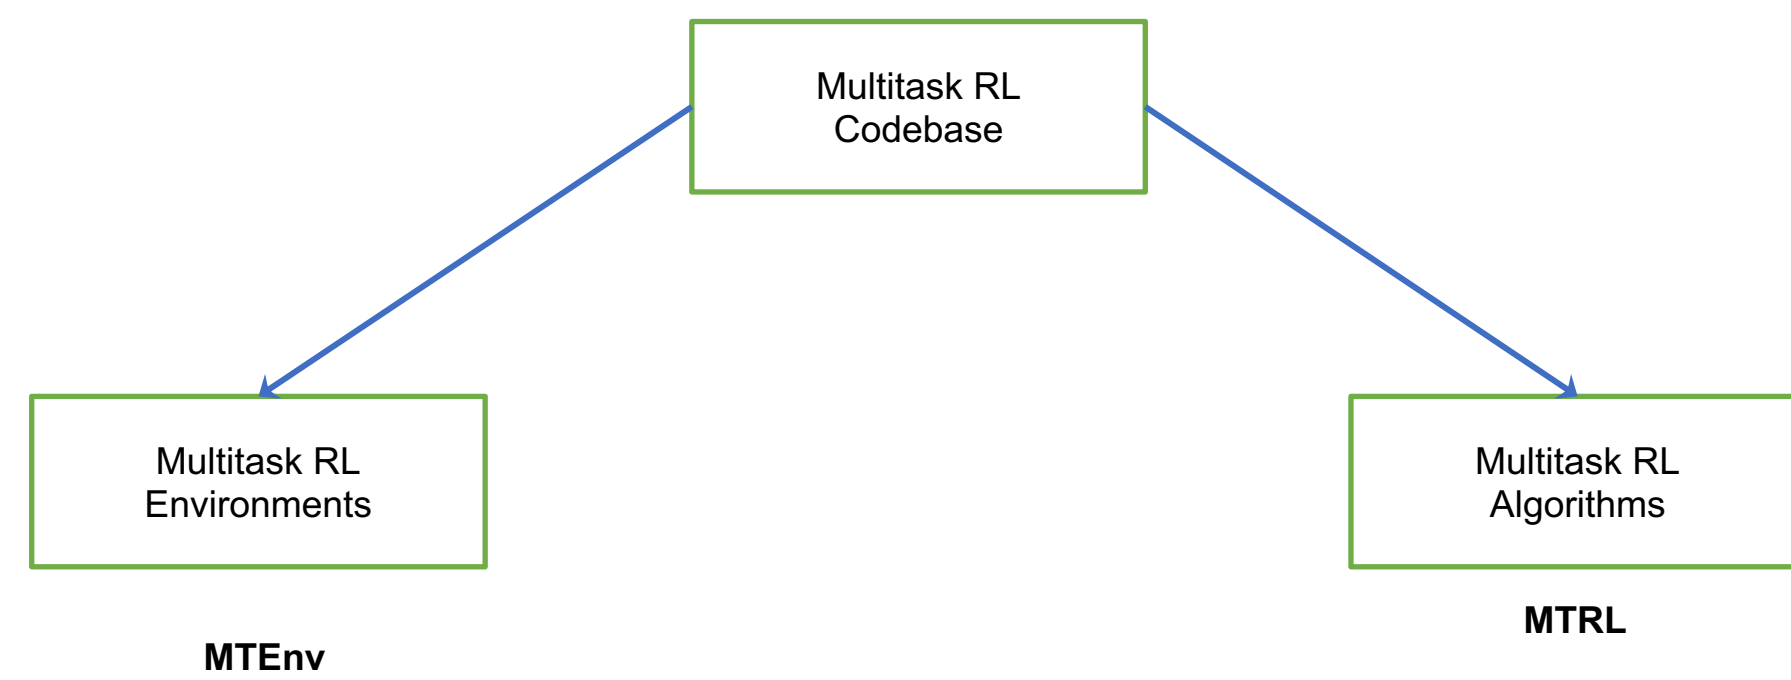 Multitask RL
Codebase
Multitask RL
Environments
Multitask RL
Algorithms
MTRL
MTEnv